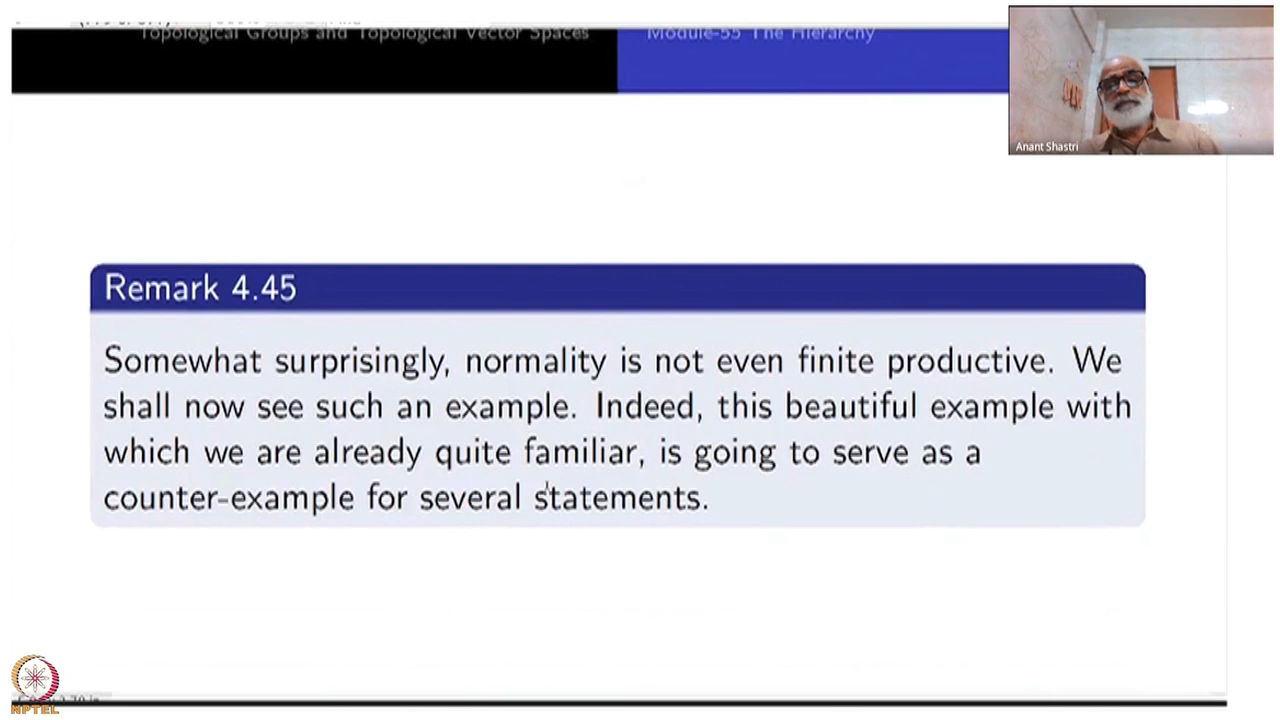 Topological Groups and Topological Vector Spaces
Module-55 The Hierarchy
Anant Shastri
Remark 4.45
Somewhat surprisingly, normality is not even finite productive. We
shall now see such an example. Indeed, this beautiful example with
which we are already quite familiar, is going to serve as a
counter-example for several statements.
NPTEL